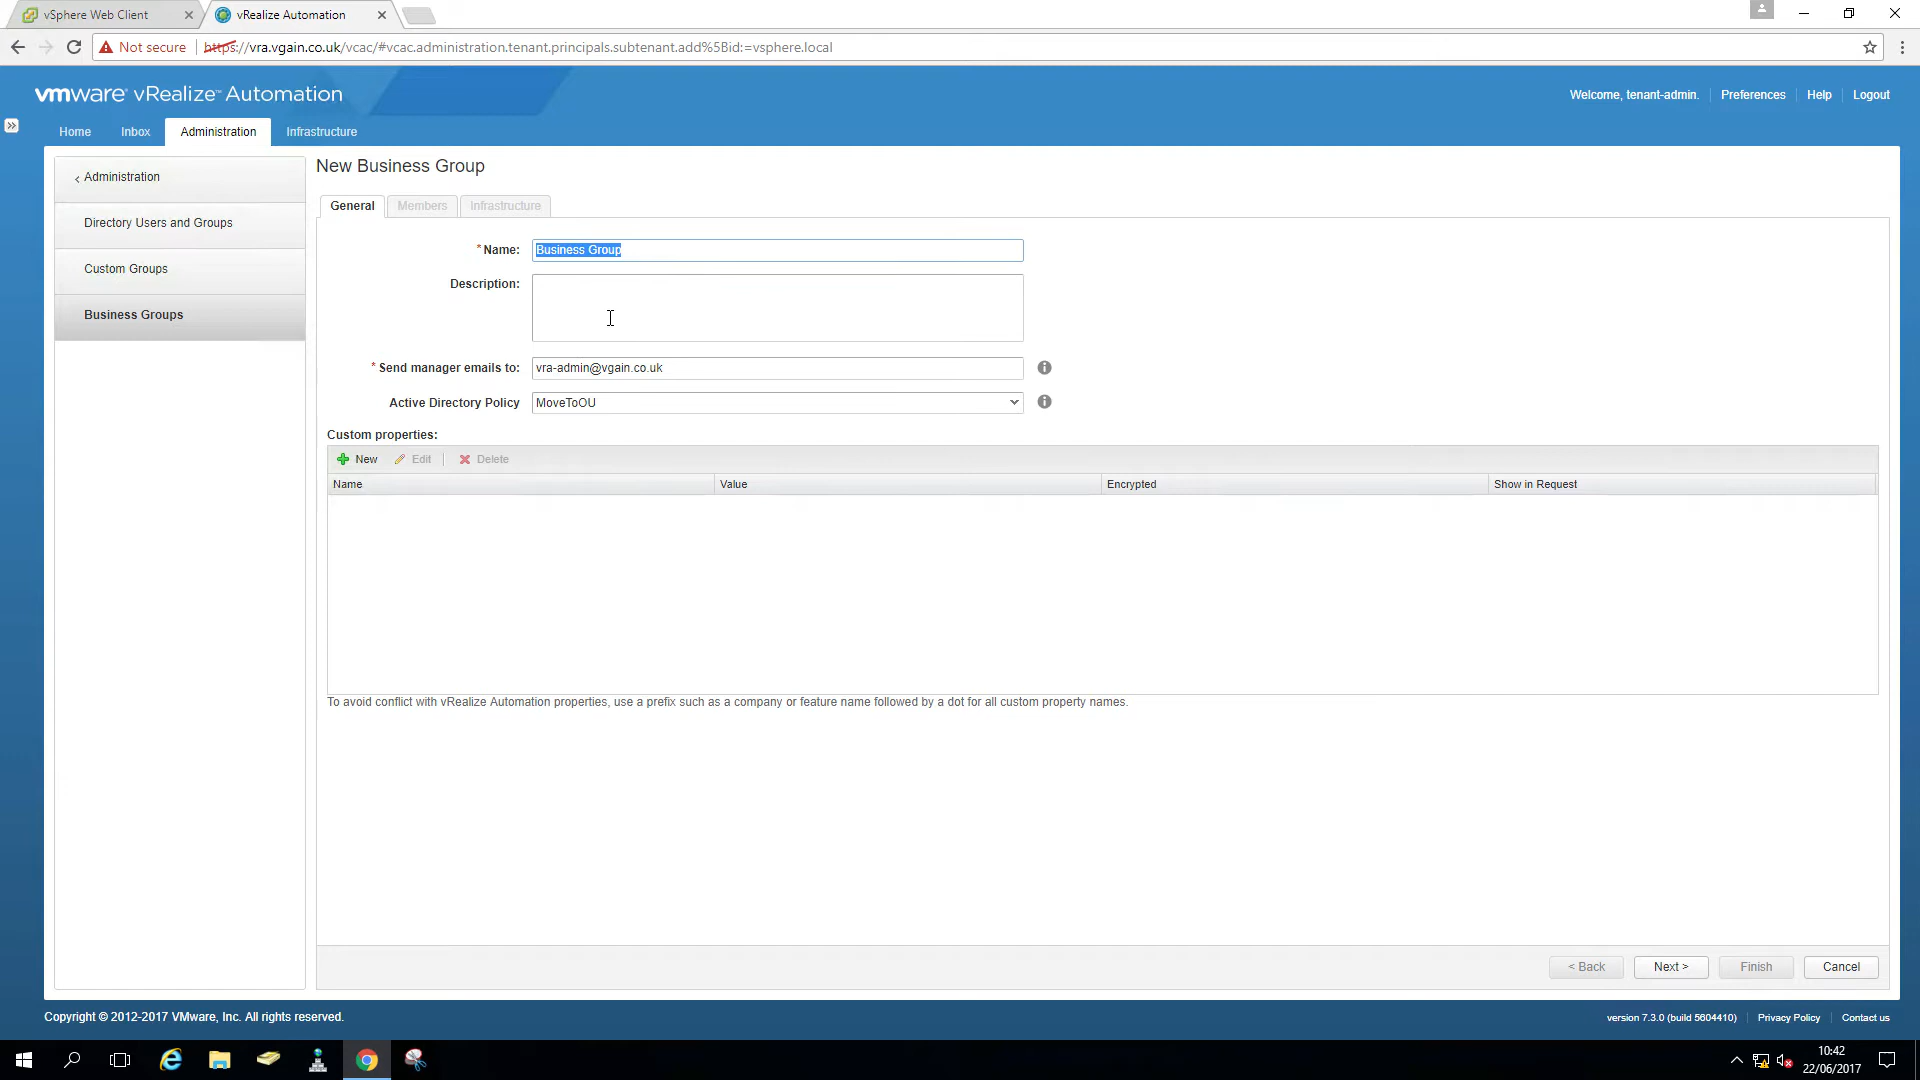 vSphere Web Client
vRealize Automation
Not secure
https://vra.vgain.co.uk/vcac/#vcac.administration.tenant.principals.subtenant.add%5Bid:=vsphere.local
vmware vRealize™ Automation
Welcome, tenant-admin.
Preferences
Help
Logout
Home
Inbox
Administration
Infrastructure
Administration
Directory Users and Groups
Custom Groups
Business Groups
New Business Group
General
Members
Infrastructure
* Name:
Business Group
Description:
* Send manager emails to:
vra-admin@vgain.co.uk
Active Directory Policy
MoveToOU
Custom properties:
New
Edit
Delete
Name
Value
Encrypted
Show in Request
To avoid conflict with vRealize Automation properties, use a prefix such as a company or feature name followed by a dot for all custom property names.
< Back
Next >
Finish
Cancel
Copyright © 2012-2017 VMware, Inc. All rights reserved.
version 7.3.0 (build 5604410)
Privacy Policy
Contact us
10:42
22/06/2017